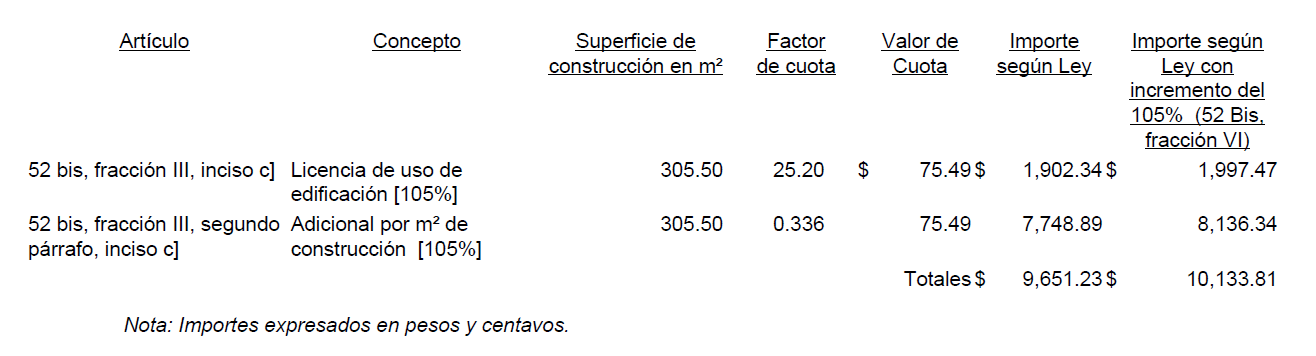 Artículo Concepto Superficie de construcción en m² Factor de cuota Valor de Cuota Importe según Ley Importe según Ley con incremento del 105% (52 Bis, fracción VI)
52 bis, fracción III, inciso c] Licencia de uso de edificación [105%] 305.50 25.20 $ 75.49 $ 1,902.34 $ 1,997.47
52 bis, fracción III, segundo párrafo, inciso c] Adicional por m² de construcción [105%] 305.50 0.336 75.49 7,748.89 8,136.34
Totales $ 9,651.23 $ 10,133.81
Nota: Importes expresados en pesos y centavos.